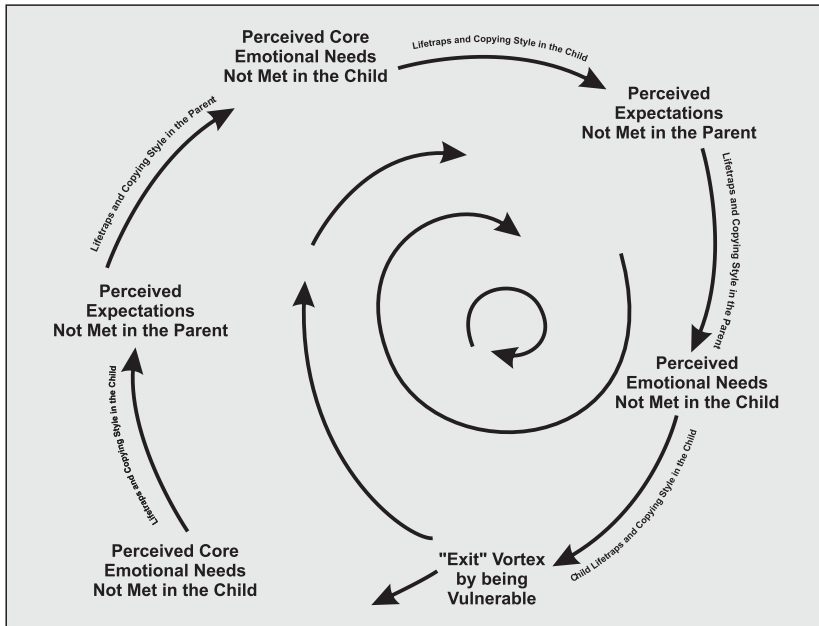 Perceived Core
Emotional Needs
Not Met in the Child
Lifetraps and Copying Style in the Child
Perceived
Expectations
Not Met in the Parent
Lifetraps and Copying Style in the Parent
Perceived
Emotional Needs
Not Met in the Child
Child Lifetraps and Copying Style in the Child
"Exit" Vortex
by being
Vulnerable
Perceived Core
Emotional Needs
Not Met in the Child
Lifetraps and Copying Style in the Child
Perceived
Expectations
Not Met in the Parent
Lifetraps and Copying Style in the Parent